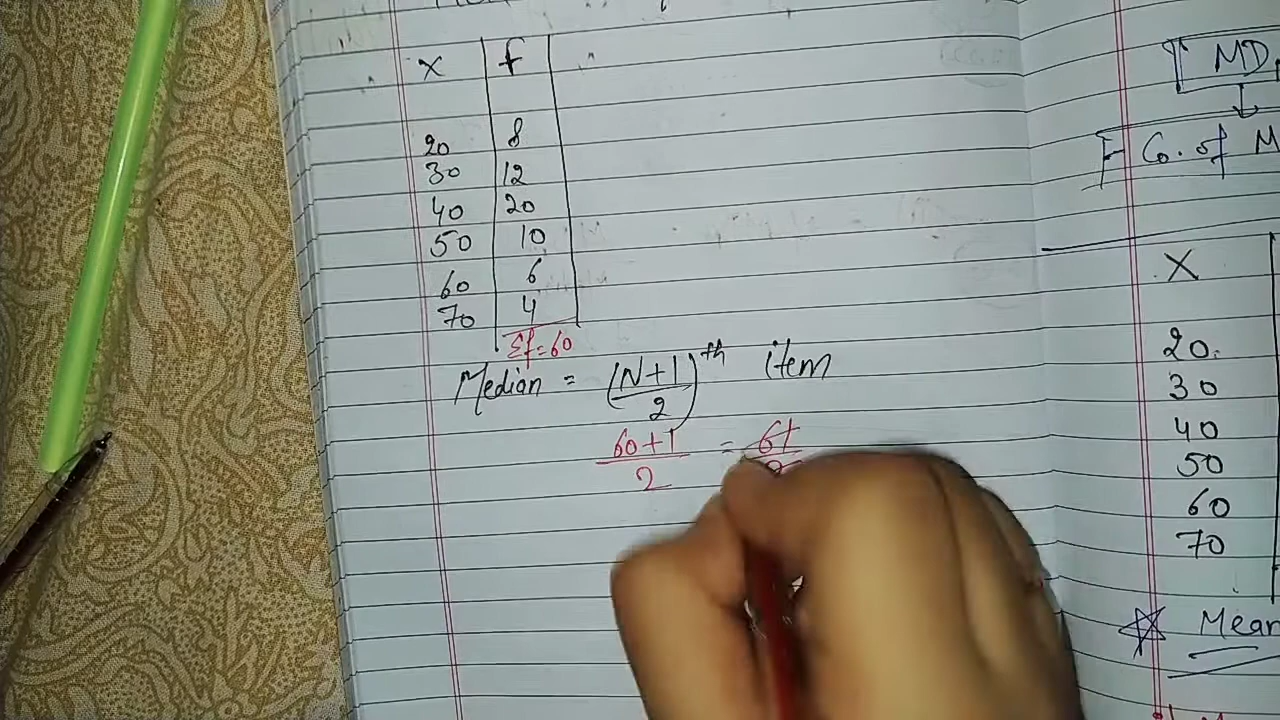 x f
20 8
30 12
40 20
50 10
60 6
70 4
Σf=60
Median = (N+1/2)th item
60+1/2 = 61/2
MD
Co. of M
X
20
30
40
50
60
70
Mean